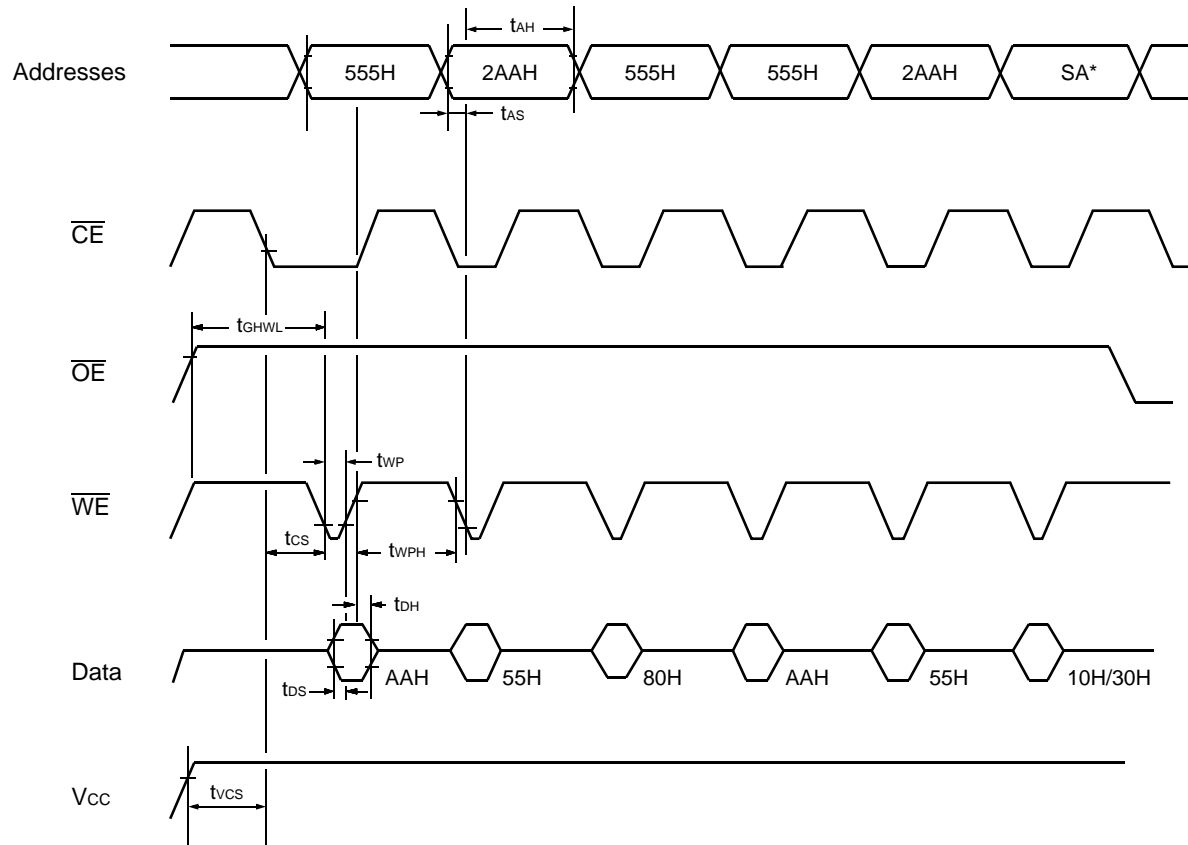 tAH
Addresses 555H 2AAH 555H 555H 2AAH SA*
tAS
CE
tGHWL
OE
tWP
WE
tCS tWPH
tDH
Data AAH 55H 80H AAH 55H 10H/30H
tDS
VCC tVCS